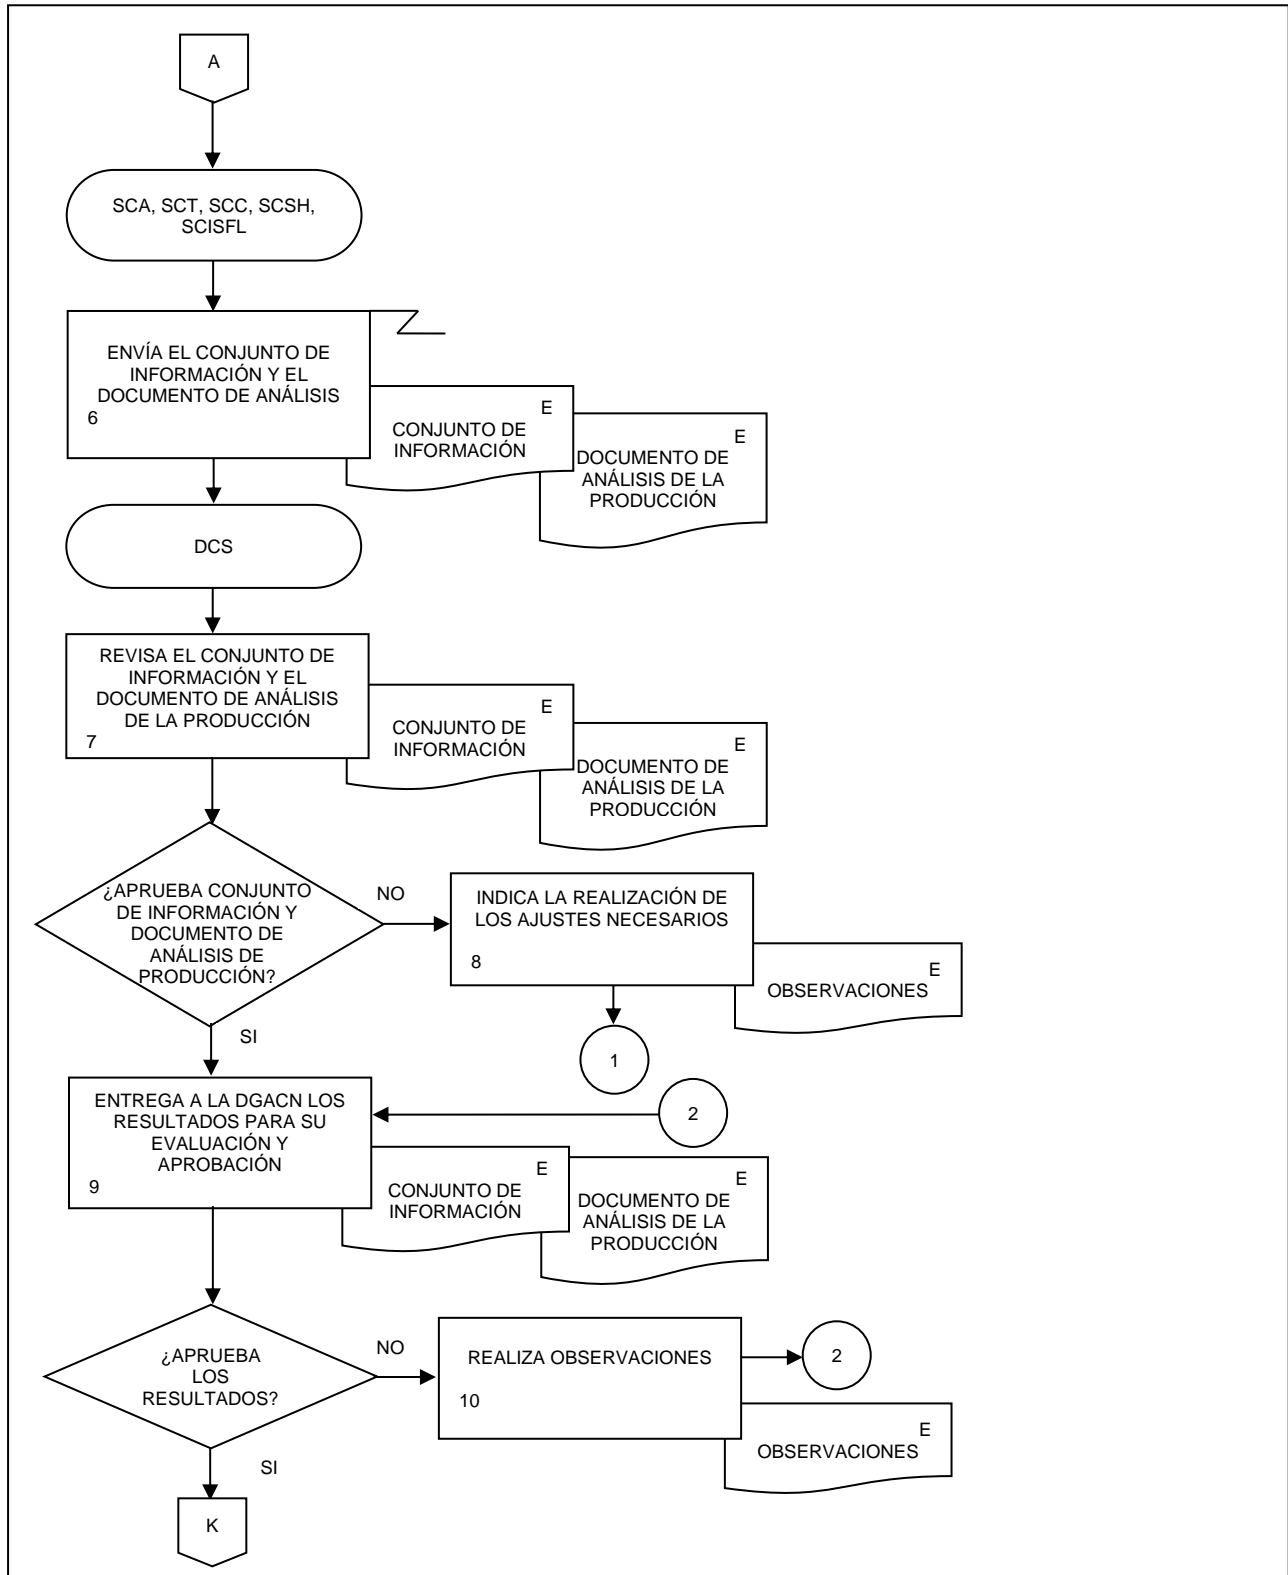 A
SCA, SCT, SCC, SCSH,
SCISFL
ENVÍA EL CONJUNTO DE
INFORMACIÓN Y EL
DOCUMENTO DE ANÁLISIS
6
E
CONJUNTO DE
INFORMACIÓN
E
DOCUMENTO DE
ANÁLISIS DE LA
PRODUCCIÓN
DCS
REVISA EL CONJUNTO DE
INFORMACIÓN Y EL
DOCUMENTO DE ANÁLISIS
DE LA PRODUCCIÓN
7
E
CONJUNTO DE
INFORMACIÓN
E
DOCUMENTO DE
ANÁLISIS DE LA
PRODUCCIÓN
¿APRUEBA CONJUNTO
DE INFORMACIÓN Y
DOCUMENTO DE
ANÁLISIS DE
PRODUCCIÓN?
NO
INDICA LA REALIZACIÓN DE
LOS AJUSTES NECESARIOS
8
E
OBSERVACIONES
1
SI
ENTREGA A LA DGACN LOS
RESULTADOS PARA SU
EVALUACIÓN Y
APROBACIÓN
9
2
E
CONJUNTO DE
INFORMACIÓN
E
DOCUMENTO DE
ANÁLISIS DE LA
PRODUCCIÓN
¿APRUEBA
LOS
RESULTADOS?
NO
REALIZA OBSERVACIONES
10
2
E
OBSERVACIONES
SI
K